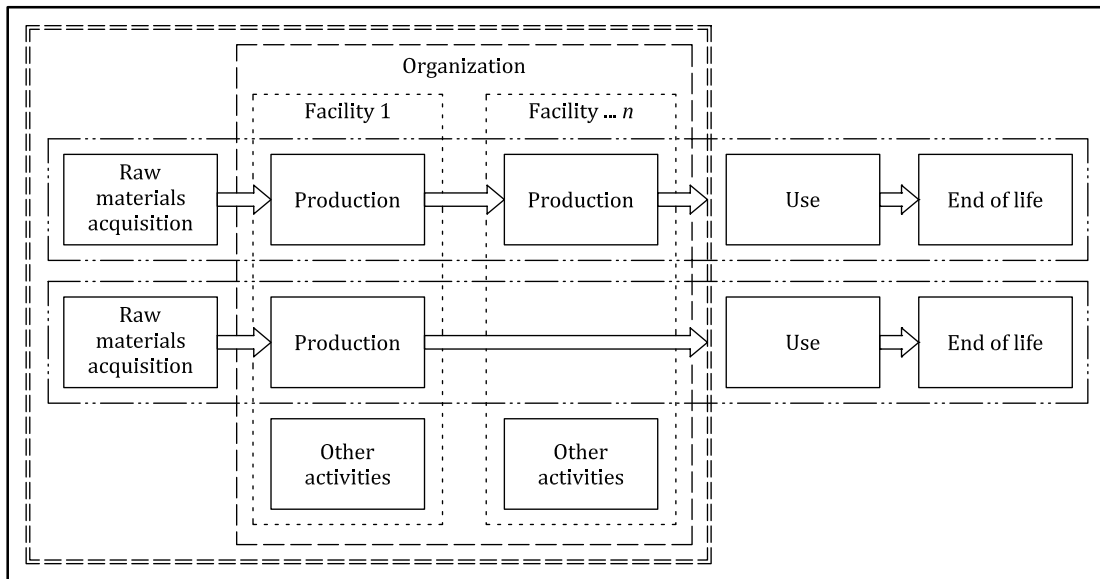 Organization
Facility 1
Facility ... n
Raw
materials
acquisition
Production
Production
Use
End of life
Raw
materials
acquisition
Production
Use
End of life
Other
activities
Other
activities